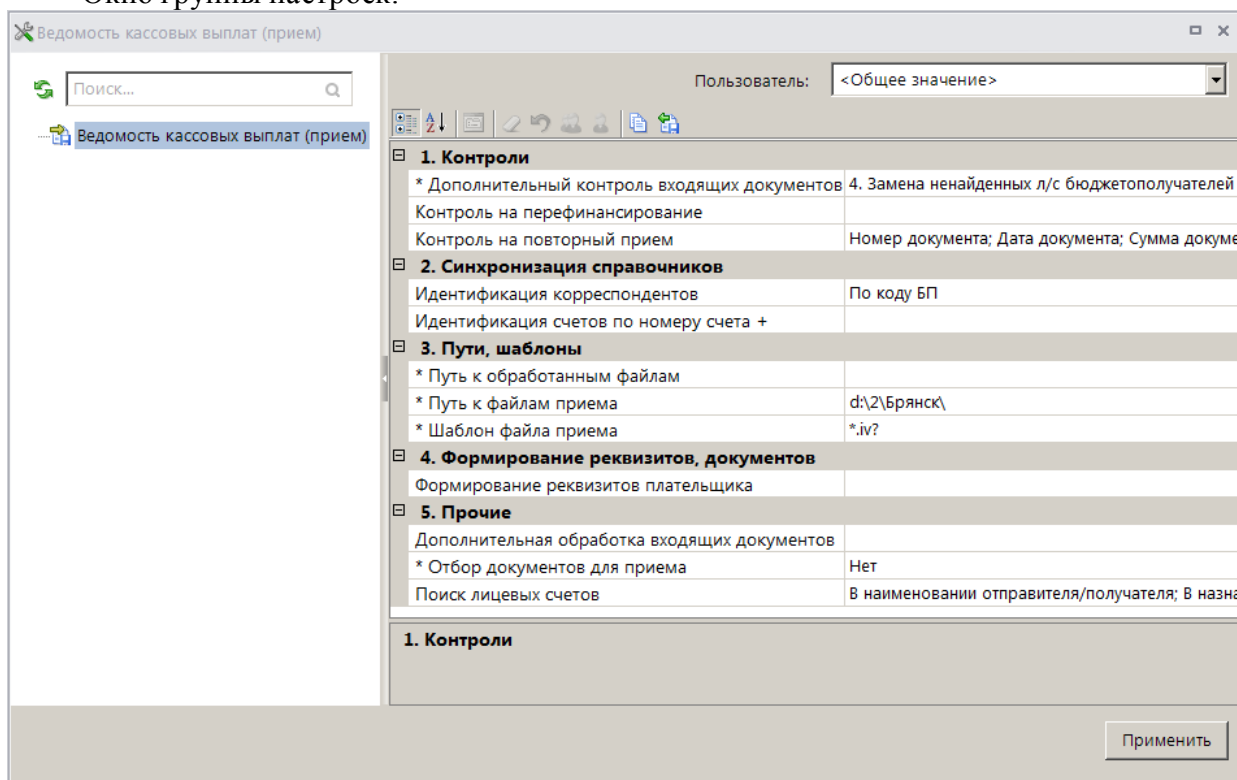 Окно группы настроек:
Ведомость кассовых выплат (прием)
Поиск...
Пользователь: <Общее значение>
Ведомость кассовых выплат (прием)
1. Контроли
* Дополнительный контроль входящих документов 4. Замена ненайденных л/с бюджетополучателей
Контроль на перефинансирование
Контроль на повторный прием Номер документа; Дата документа; Сумма докуме
2. Синхронизация справочников
Идентификация корреспондентов По коду БП
Идентификация счетов по номеру счета +
3. Пути, шаблоны
* Путь к обработанным файлам
* Путь к файлам приема d:\2\Брянск\
* Шаблон файла приема *.iv?
4. Формирование реквизитов, документов
Формирование реквизитов плательщика
5. Прочие
Дополнительная обработка входящих документов
* Отбор документов для приема Нет
Поиск лицевых счетов В наименовании отправителя/получателя; В назна
1. Контроли
Применить